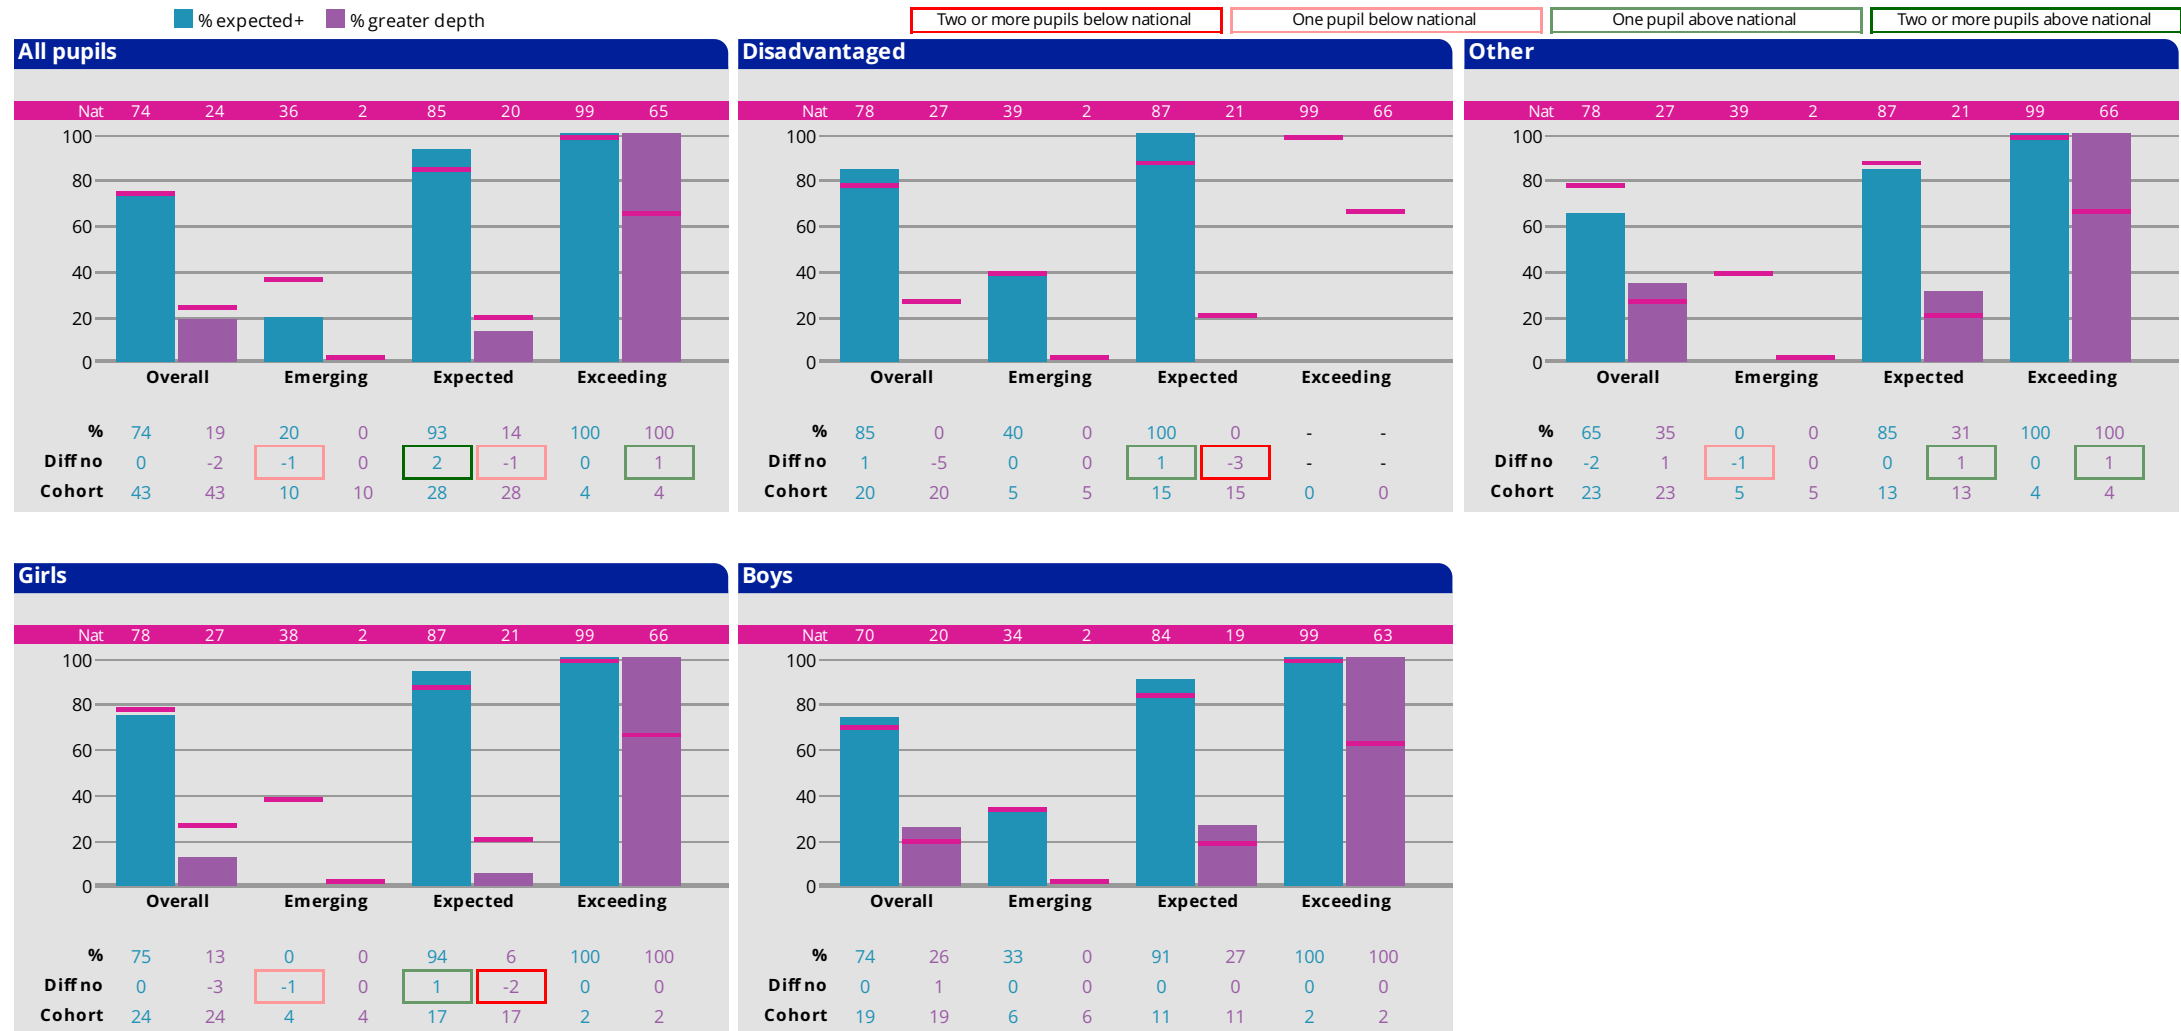 % expected+ % greater depth
Two or more pupils below national One pupil below national One pupil above national Two or more pupils above national
All pupils
Nat 74 24 36 2 85 20 99 65
100
80
60
40
20
0
Overall Emerging Expected Exceeding
% 74 19 20 0 93 14 100 100
Diff no 0 -2 -1 0 2 -1 0 1
Cohort 43 43 10 10 28 28 4 4
Disadvantaged
Nat 78 27 39 2 87 21 99 66
100
80
60
40
20
0
Overall Emerging Expected Exceeding
% 85 0 40 0 100 0 - -
Diff no 1 -5 0 0 1 -3 - -
Cohort 20 20 5 5 15 15 0 0
Other
Nat 78 27 39 2 87 21 99 66
100
80
60
40
20
0
Overall Emerging Expected Exceeding
% 65 35 0 0 85 31 100 100
Diff no -2 1 -1 0 0 1 0 1
Cohort 23 23 5 5 13 13 4 4
Girls
Nat 78 27 38 2 87 21 99 66
100
80
60
40
20
0
Overall Emerging Expected Exceeding
% 75 13 0 0 94 6 100 100
Diff no 0 -3 -1 0 1 -2 0 0
Cohort 24 24 4 4 17 17 2 2
Boys
Nat 70 20 34 2 84 19 99 63
100
80
60
40
20
0
Overall Emerging Expected Exceeding
% 74 26 33 0 91 27 100 100
Diff no 0 1 0 0 0 0 0 0
Cohort 19 19 6 6 11 11 2 2